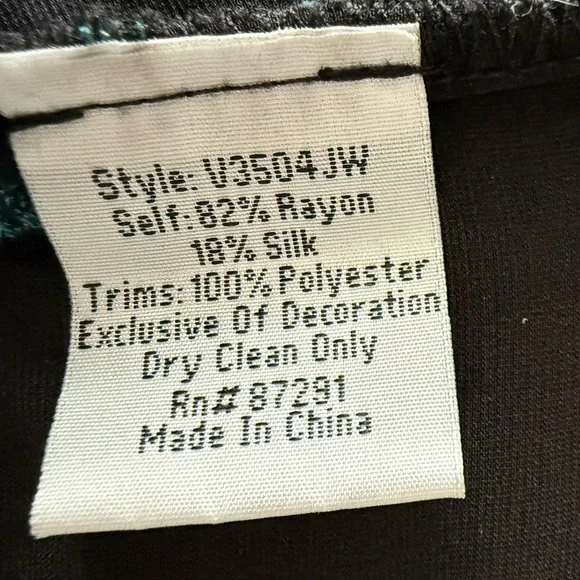 Style: V3504JW
Self: 82% Rayon
18% Silk
Trims: 100% Polyester
Exclusive Of Decoration
Dry Clean Only
Rn# 87291
Made In China